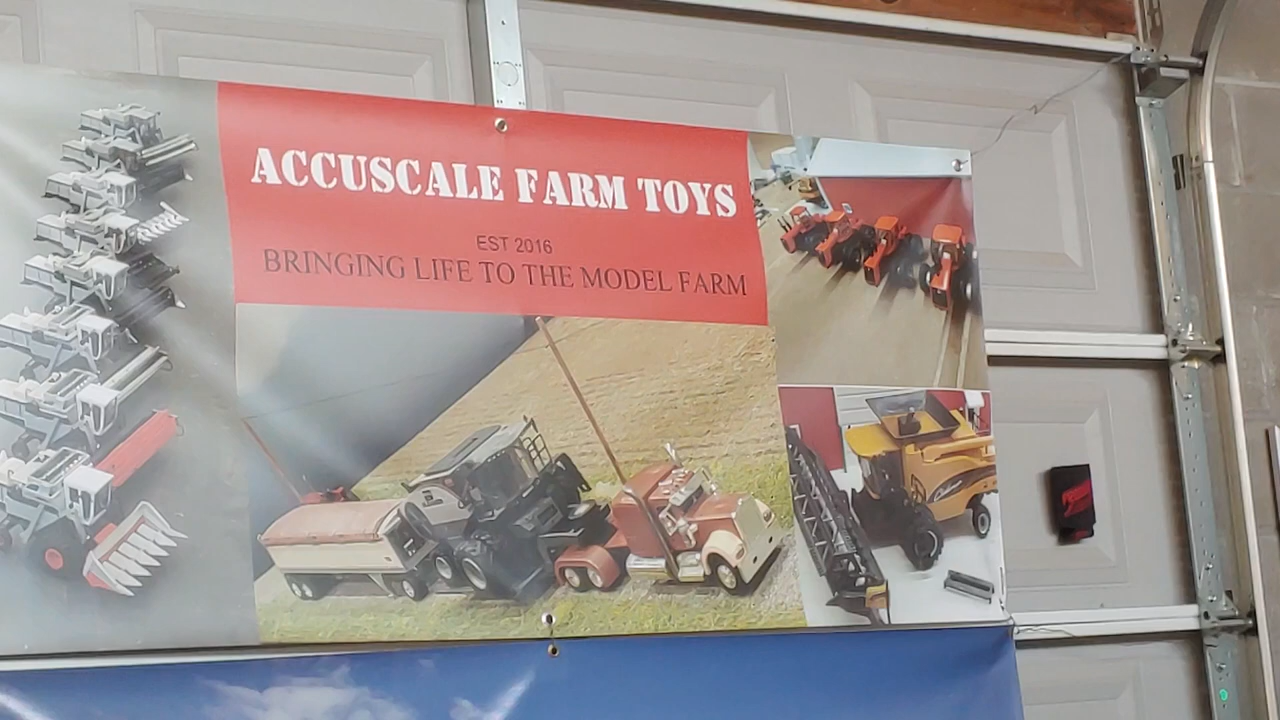 ACCUSCALE FARM TOYS
EST 2016
BRINGING LIFE TO THE MODEL FARM